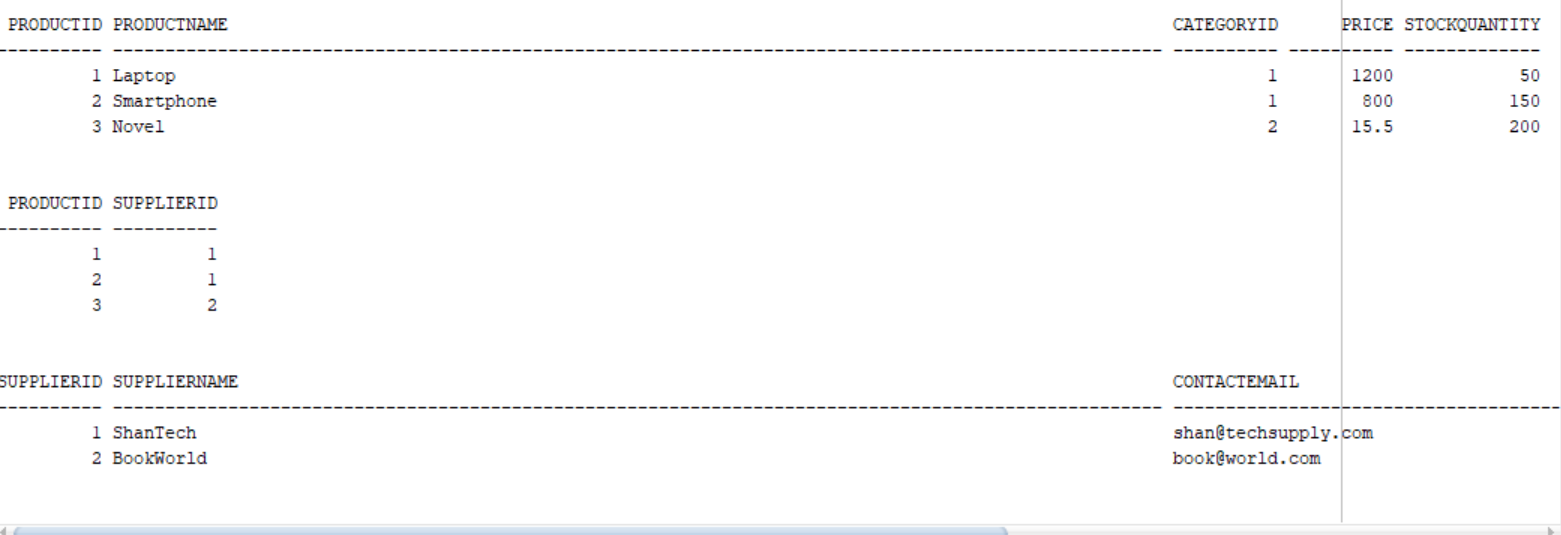 PRODUCTID PRODUCTNAME CATEGORYID PRICE STOCKQUANTITY
1 Laptop 1 1200 50
2 Smartphone 1 800 150
3 Novel 2 15.5 200
PRODUCTID SUPPLIERID
1 1
2 1
3 2
SUPPLIERID SUPPLIERNAME CONTACTEMAIL
1 ShanTech shan@techsupply.com
2 BookWorld book@world.com